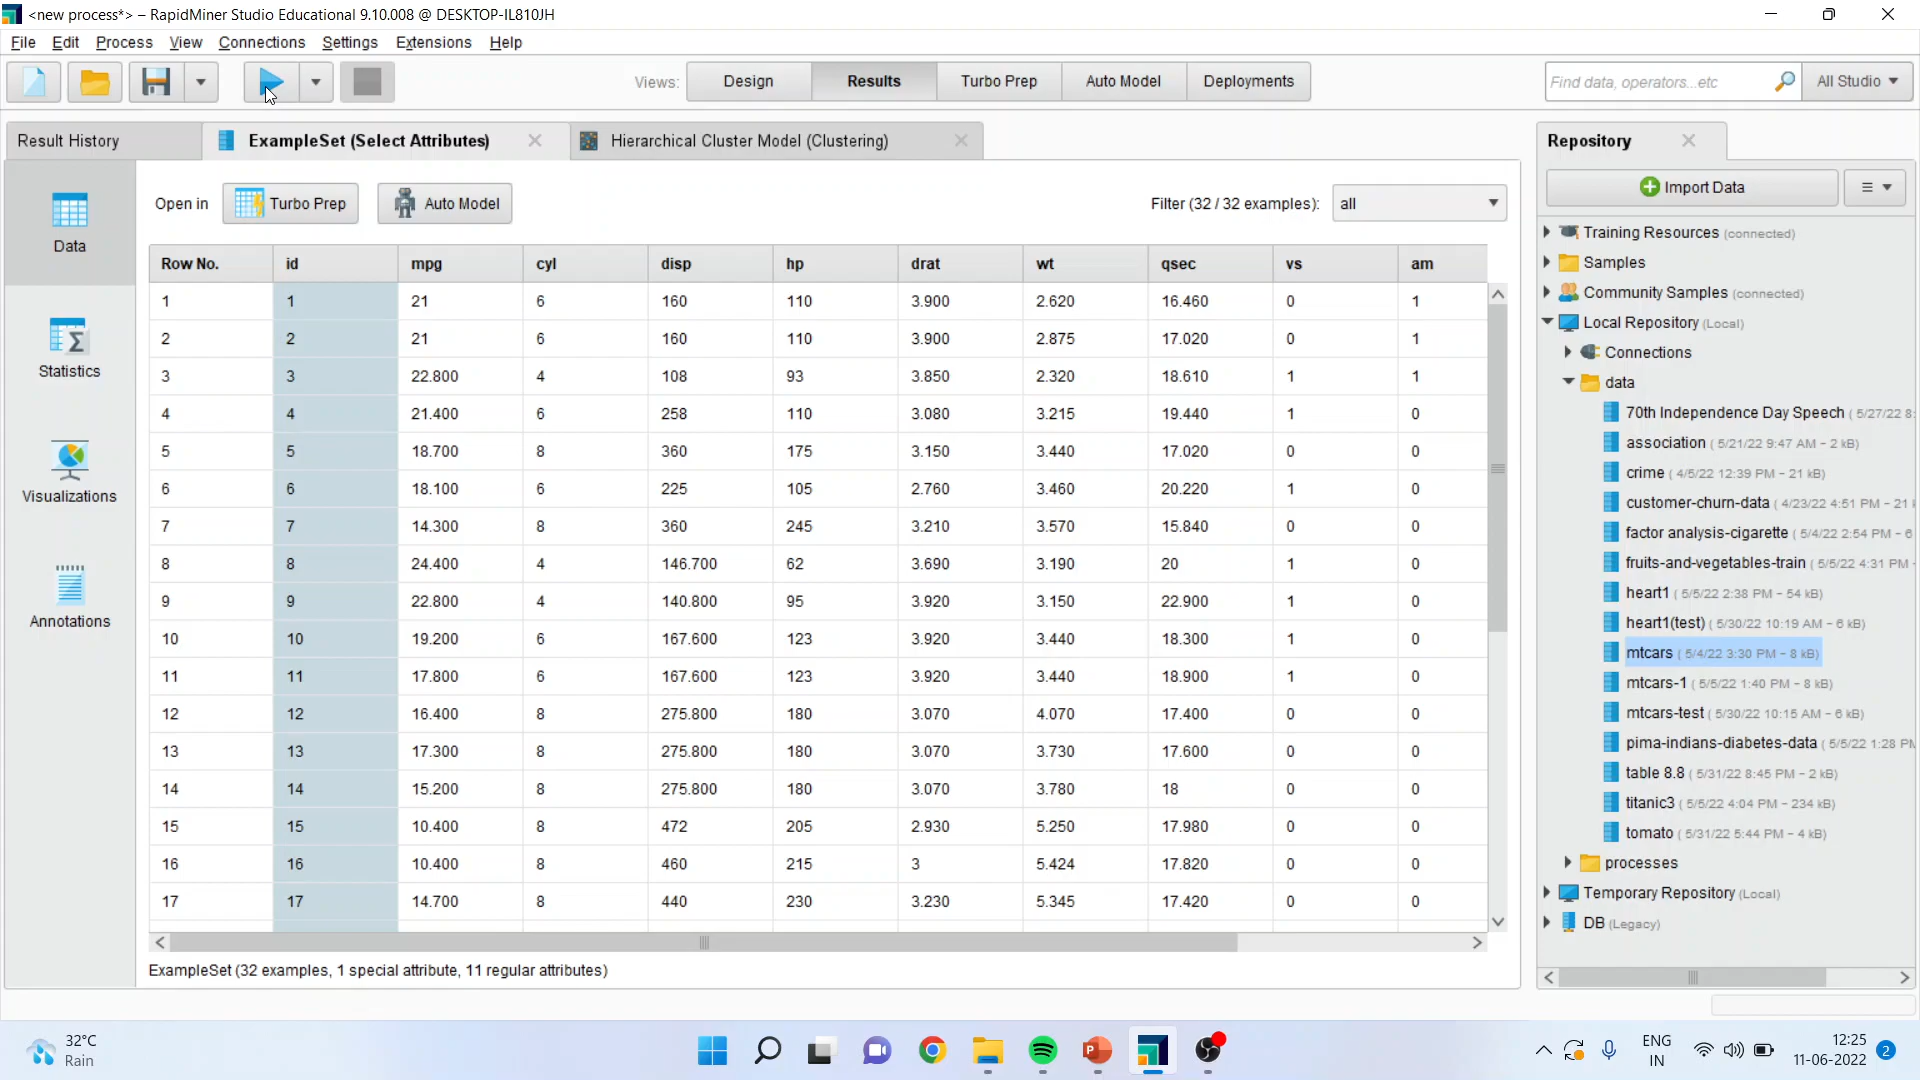 <new process*> – RapidMiner Studio Educational 9.10.008 @ DESKTOP-IL810JH
File Edit Process View Connections Settings Extensions Help
Views: Design Results Turbo Prep Auto Model Deployments Find data, operators...etc All Studio
Result History ExampleSet (Select Attributes) Hierarchical Cluster Model (Clustering) Repository
Open in Turbo Prep Auto Model Filter (32 / 32 examples): all
Import Data
Data
Statistics
Visualizations
Annotations
Row No. id mpg cyl disp hp drat wt qsec vs am
1 1 21 6 160 110 3.900 2.620 16.460 0 1
2 2 21 6 160 110 3.900 2.875 17.020 0 1
3 3 22.800 4 108 93 3.850 2.320 18.610 1 1
4 4 21.400 6 258 110 3.080 3.215 19.440 1 0
5 5 18.700 8 360 175 3.150 3.440 17.020 0 0
6 6 18.100 6 225 105 2.760 3.460 20.220 1 0
7 7 14.300 8 360 245 3.210 3.570 15.840 0 0
8 8 24.400 4 146.700 62 3.690 3.190 20 1 0
9 9 22.800 4 140.800 95 3.920 3.150 22.900 1 0
10 10 19.200 6 167.600 123 3.920 3.440 18.300 1 0
11 11 17.800 6 167.600 123 3.920 3.440 18.900 1 0
12 12 16.400 8 275.800 180 3.070 4.070 17.400 0 0
13 13 17.300 8 275.800 180 3.070 3.730 17.600 0 0
14 14 15.200 8 275.800 180 3.070 3.780 18 0 0
15 15 10.400 8 472 205 2.930 5.250 17.980 0 0
16 16 10.400 8 460 215 3 5.424 17.820 0 0
17 17 14.700 8 440 230 3.230 5.345 17.420 0 0
ExampleSet (32 examples, 1 special attribute, 11 regular attributes)
Training Resources (connected)
Samples
Community Samples (connected)
Local Repository (Local)
Connections
data
70th Independence Day Speech ( 5/27/22 8:
association ( 5/21/22 9:47 AM – 2 kB)
crime ( 4/5/22 12:39 PM – 21 kB)
customer-churn-data ( 4/23/22 4:51 PM – 21
factor analysis-cigarette ( 5/4/22 2:54 PM – 6
fruits-and-vegetables-train ( 5/5/22 4:31 PM
heart1 ( 5/5/22 2:38 PM – 54 kB)
heart1(test) ( 5/30/22 10:19 AM – 6 kB)
mtcars ( 5/4/22 3:30 PM – 8 kB)
mtcars-1 ( 5/5/22 1:40 PM – 8 kB)
mtcars-test ( 5/30/22 10:15 AM – 6 kB)
pima-indians-diabetes-data ( 5/5/22 1:28 PM
table 8.8 ( 5/31/22 8:45 PM – 2 kB)
titanic3 ( 5/5/22 4:04 PM – 234 kB)
tomato ( 5/31/22 5:44 PM – 4 kB)
processes
Temporary Repository (Local)
DB (Legacy)
32°C
Rain
ENG
IN
12:25
11-06-2022
2